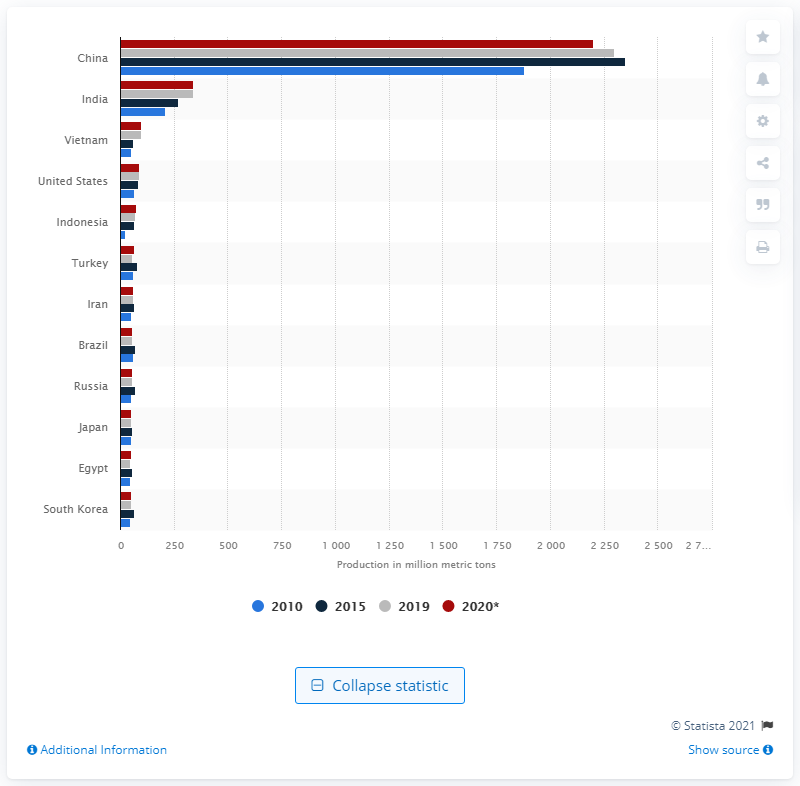 China
India
Vietnam
United States
Indonesia
Turkey
Iran
Brazil
Russia
Japan
Egypt
South Korea
0 250 500 750 1 000 1 250 1 500 1 750 2 000 2 250 2 500 2 7...
Production in million metric tons
2010 2015 2019 2020*
Collapse statistic
© Statista 2021
Additional Information Show source